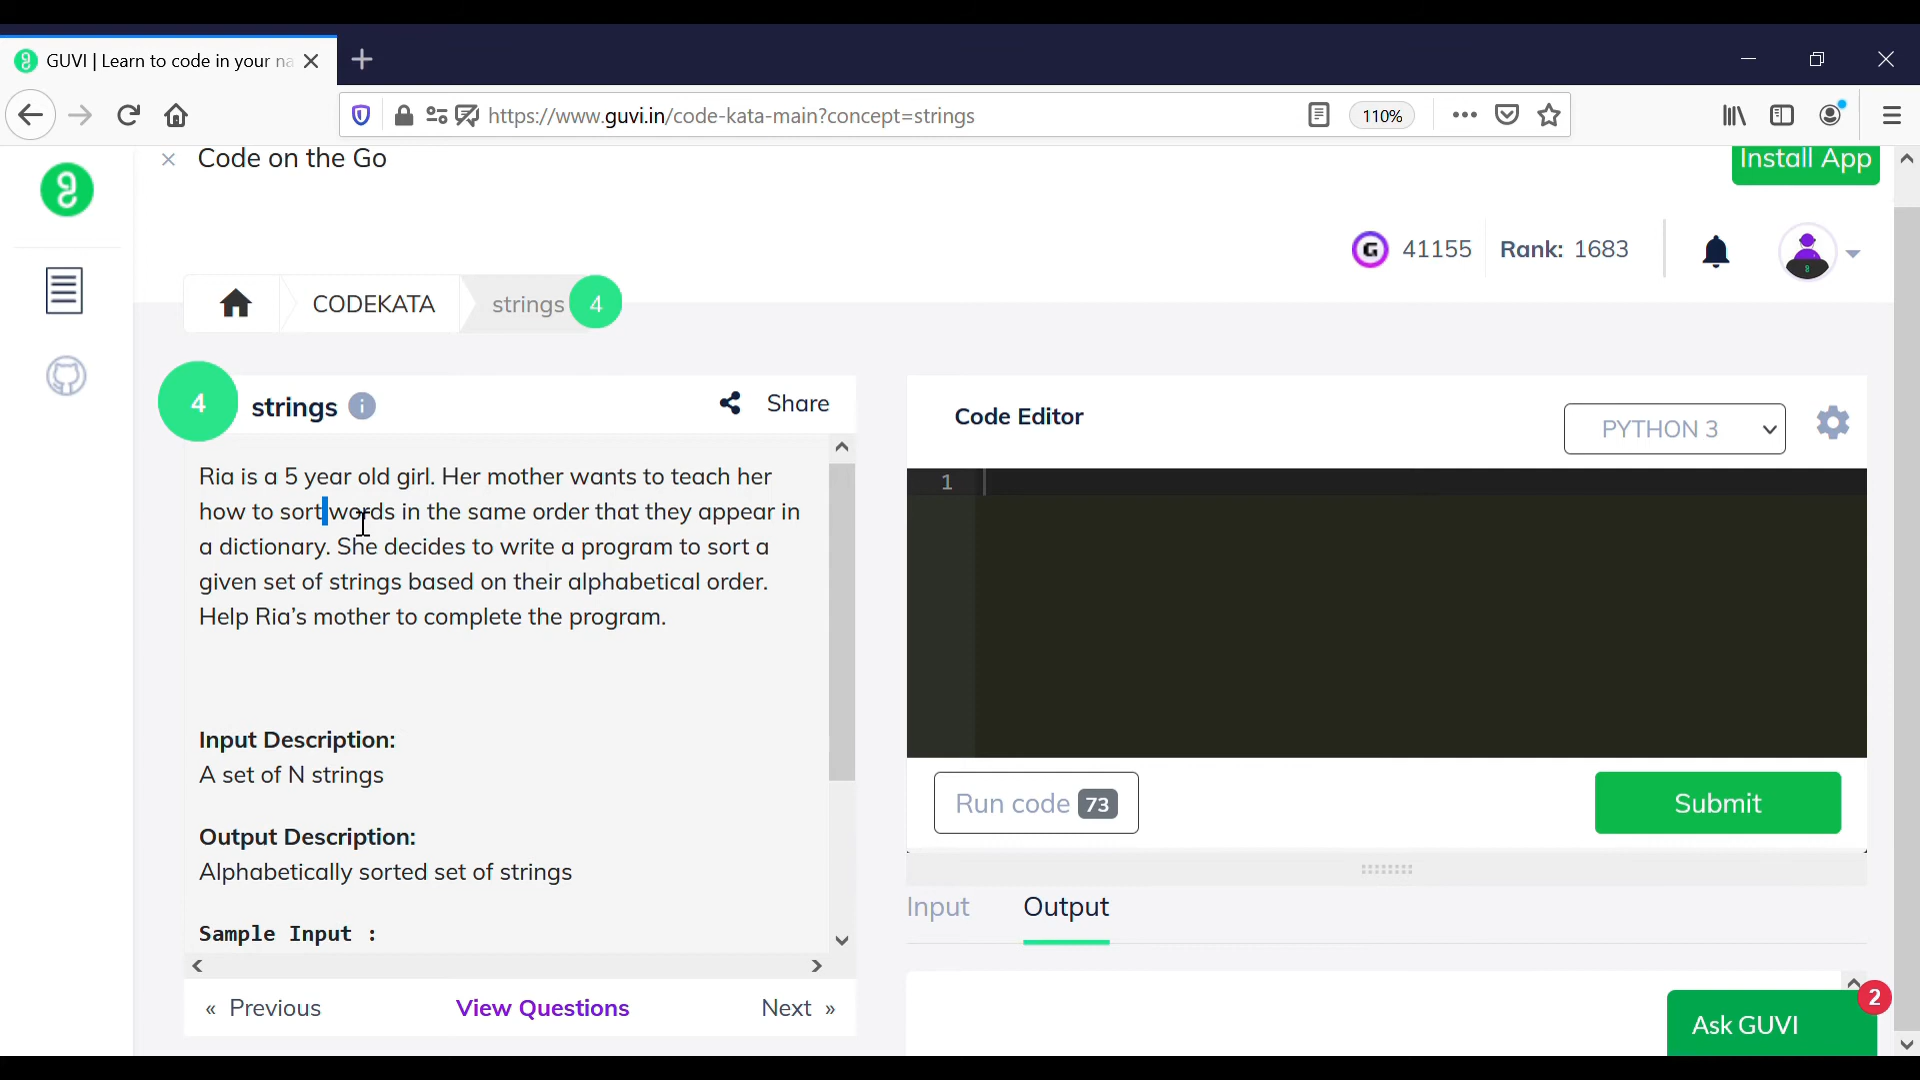 GUVI | Learn to code in your na
https://www.guvi.in/code-kata-main?concept=strings
110%
Code on the Go
Install App
G 41155 Rank: 1683
CODEKATA strings 4
4 strings i Share
Code Editor PYTHON 3
Ria is a 5 year old girl. Her mother wants to teach her
how to sort words in the same order that they appear in
a dictionary. She decides to write a program to sort a
given set of strings based on their alphabetical order.
Help Ria’s mother to complete the program.
1
Input Description:
A set of N strings
Run code 73 Submit
Output Description:
Alphabetically sorted set of strings
Input Output
Sample Input :
« Previous View Questions Next »
Ask GUVI 2